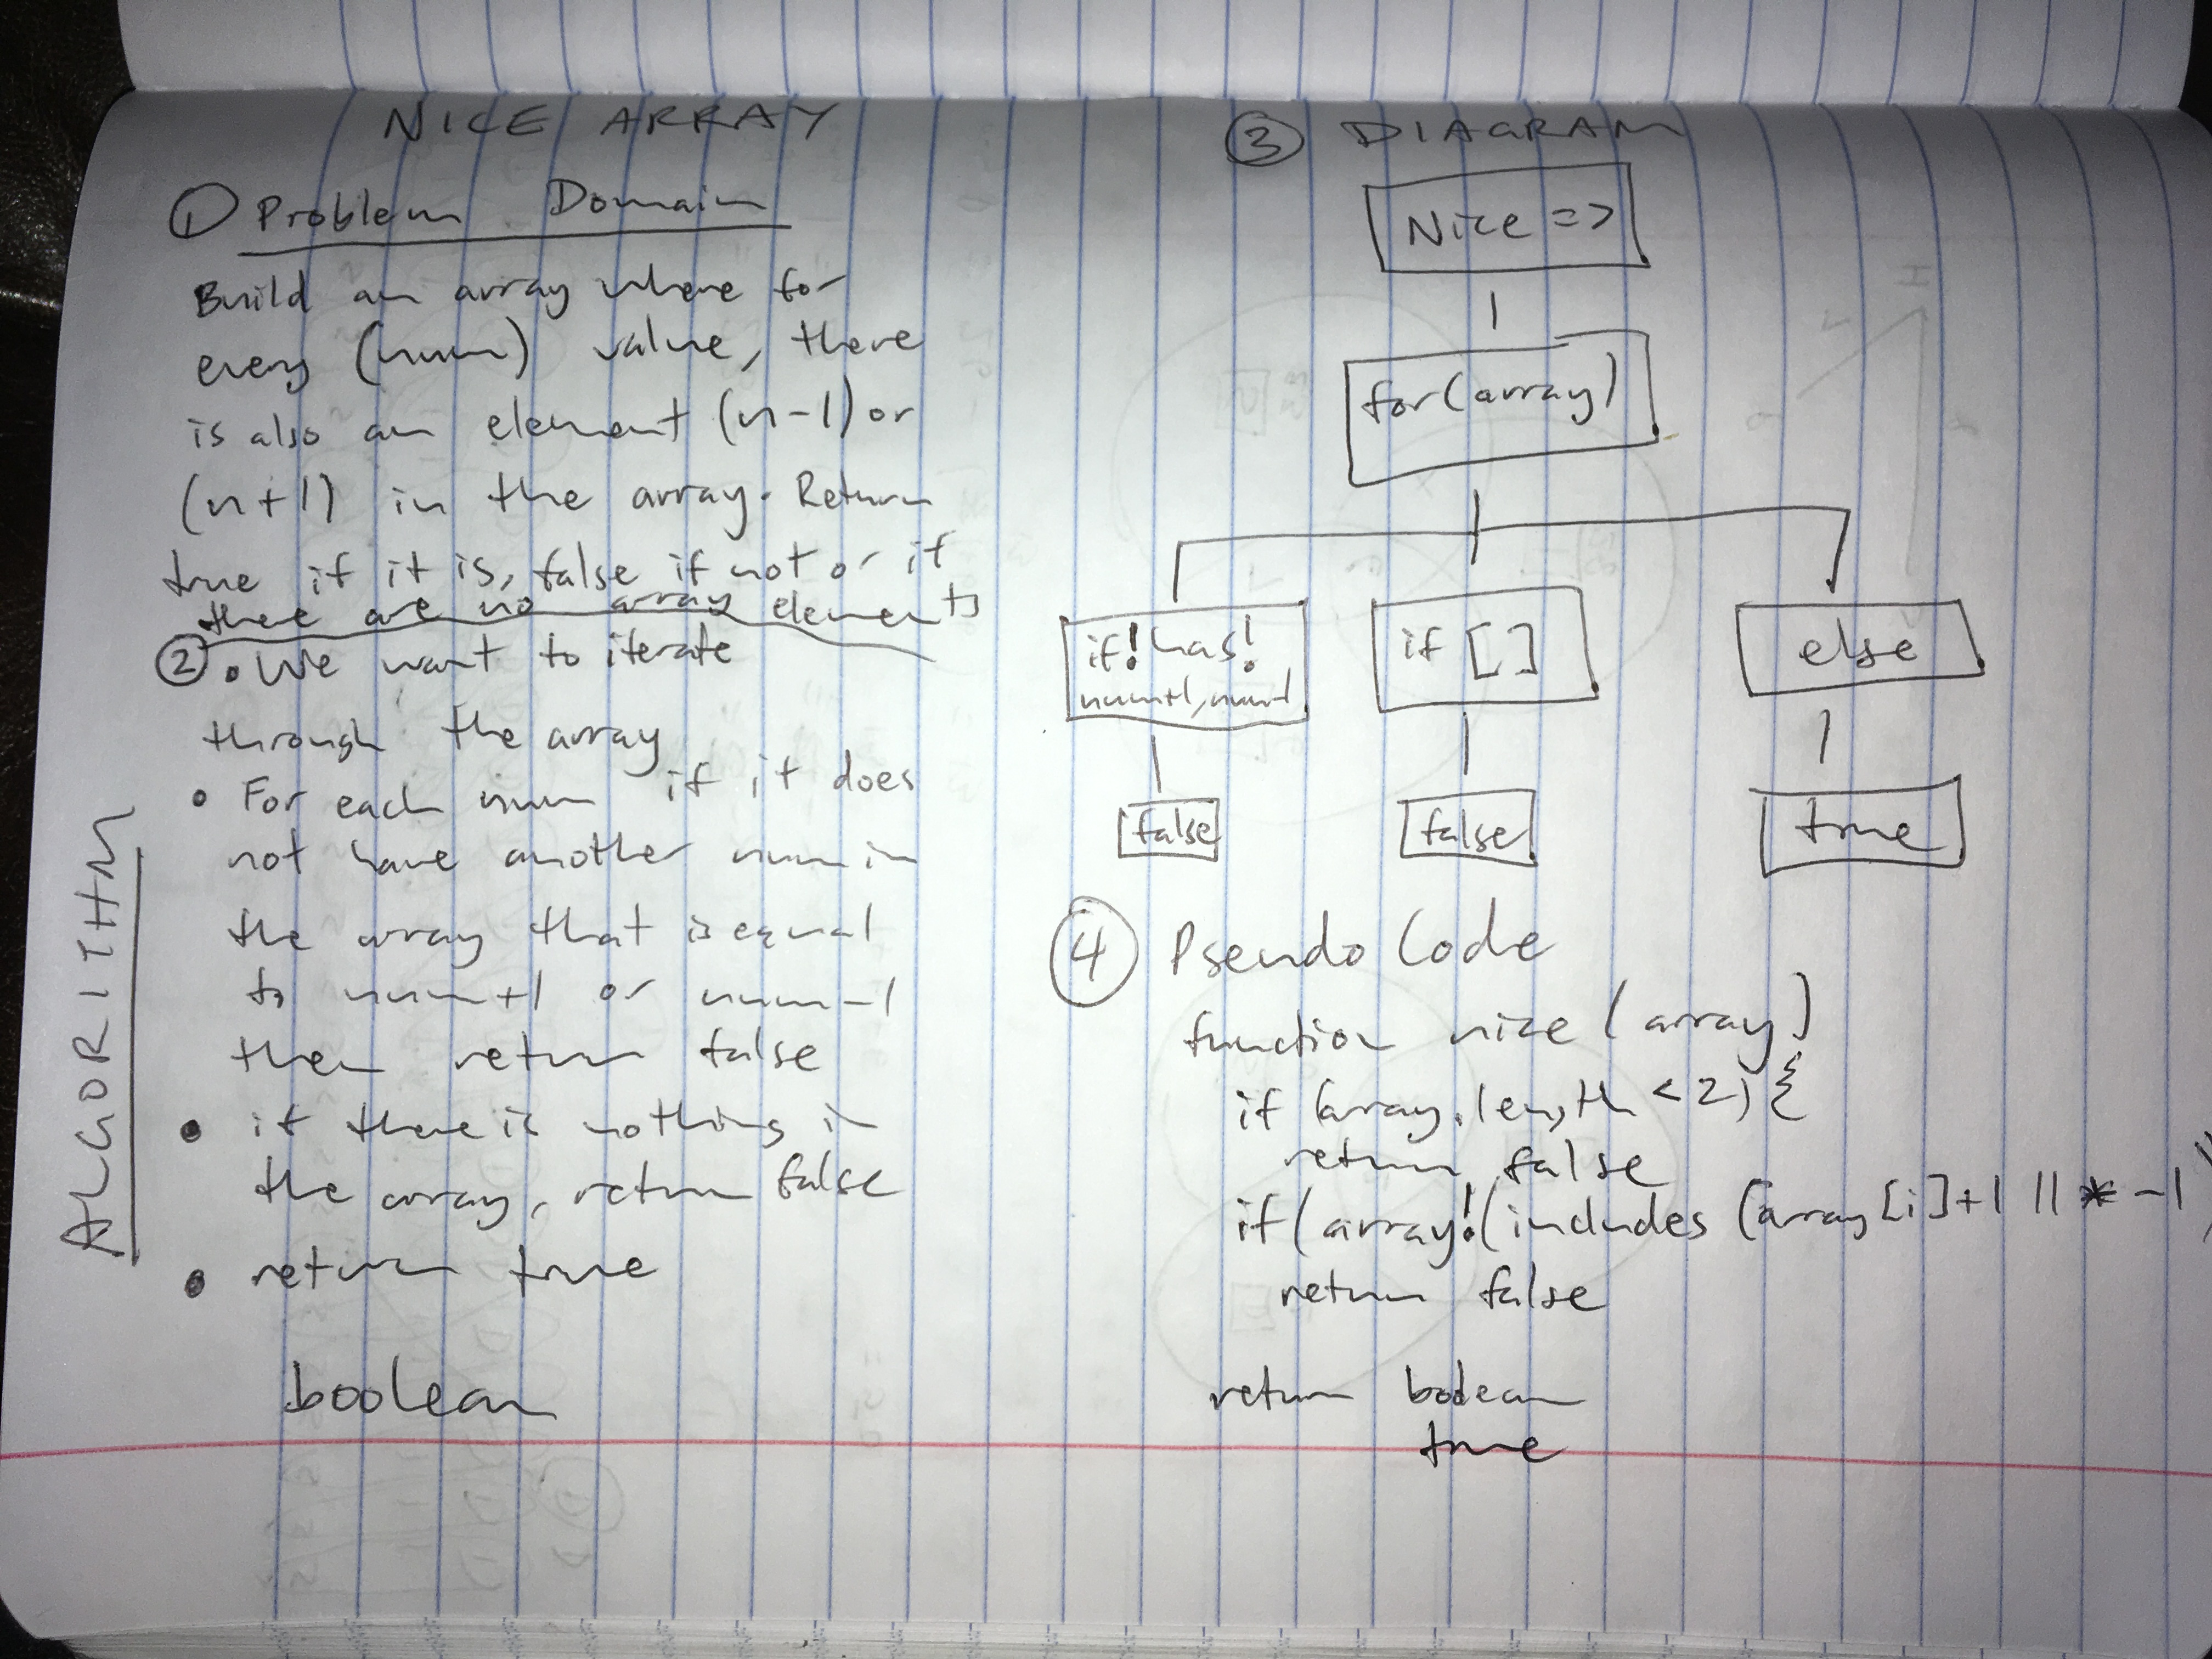 NICE ARRAY
① Problem Domain
Build an array where for
every (num) value, there
is also an element (n-1) or
(n+1) in the array. Return
true if it is, false if not or if
there are no array elements
ALGORITHM
② • We want to iterate
through the array
• For each num if it does
not have another num in
the array that is equal
to num+1 or num-1
then return false
• if there is nothing in
the array, return false
• return true
boolean
③ DIAGRAM
Nice =>
for(array)
if! has!
num+1, num-1
if []
else
false
false
true
④ Pseudo Code
function nice (array)
if (array.length <2) {
return false
if (array!.(includes (array[i]+1 || * -1))
return false
return boolean
true